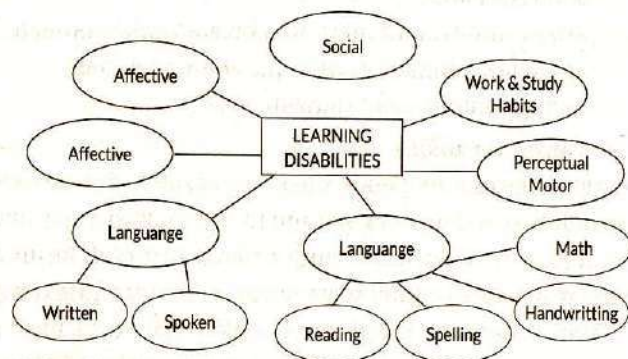 Social
Affective
Work & Study
Habits
LEARNING
DISABILITIES
Affective
Perceptual
Motor
Languange
Languange
Math
Written
Spoken
Reading
Spelling
Handwritting